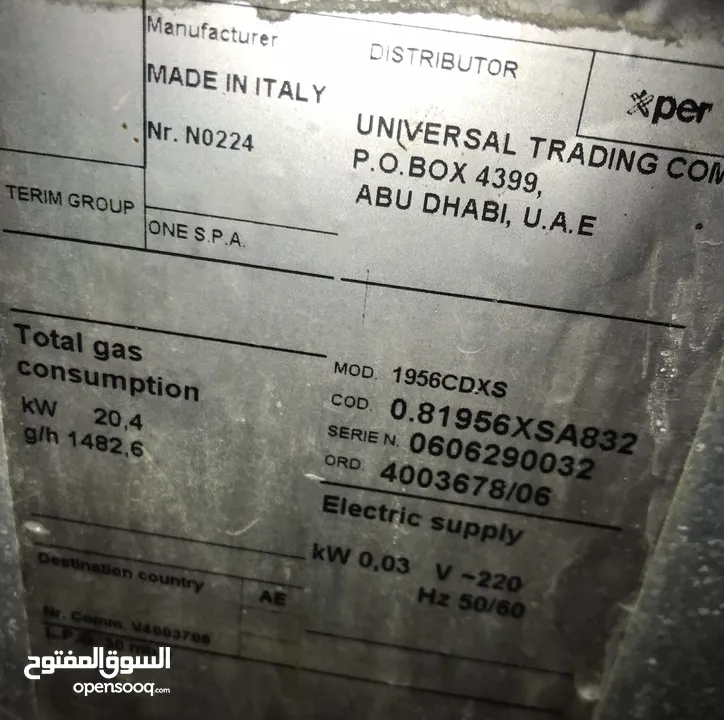 Manufacturer
MADE IN ITALY
Nr. N0224
DISTRIBUTOR
xper
UNIVERSAL TRADING COM
P.O.BOX 4399,
ABU DHABI, U.A.E
TERIM GROUP
ONE S.P.A.
Total gas
consumption
kW 20,4
g/h 1482,6
MOD. 1956CDXS
COD. 0.81956XSA832
SERIE N. 0606290032
ORD. 4003678/06
Electric supply
kW 0,03 V ~220
Hz 50/60
Destination country AE
Nr. Comm.
السوق المفتوح
opensooq.com